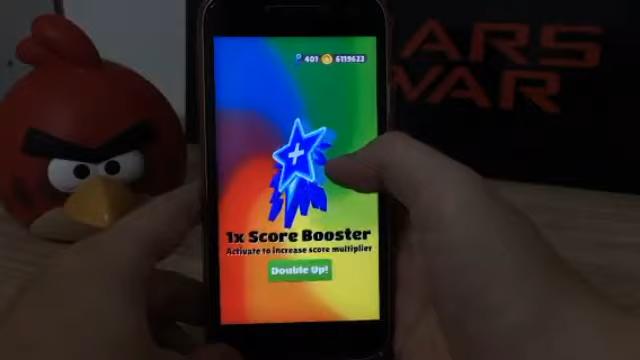 ARS
WAR
401 6119623
1x Score Booster
Activate to increase score multiplier
Double Up!